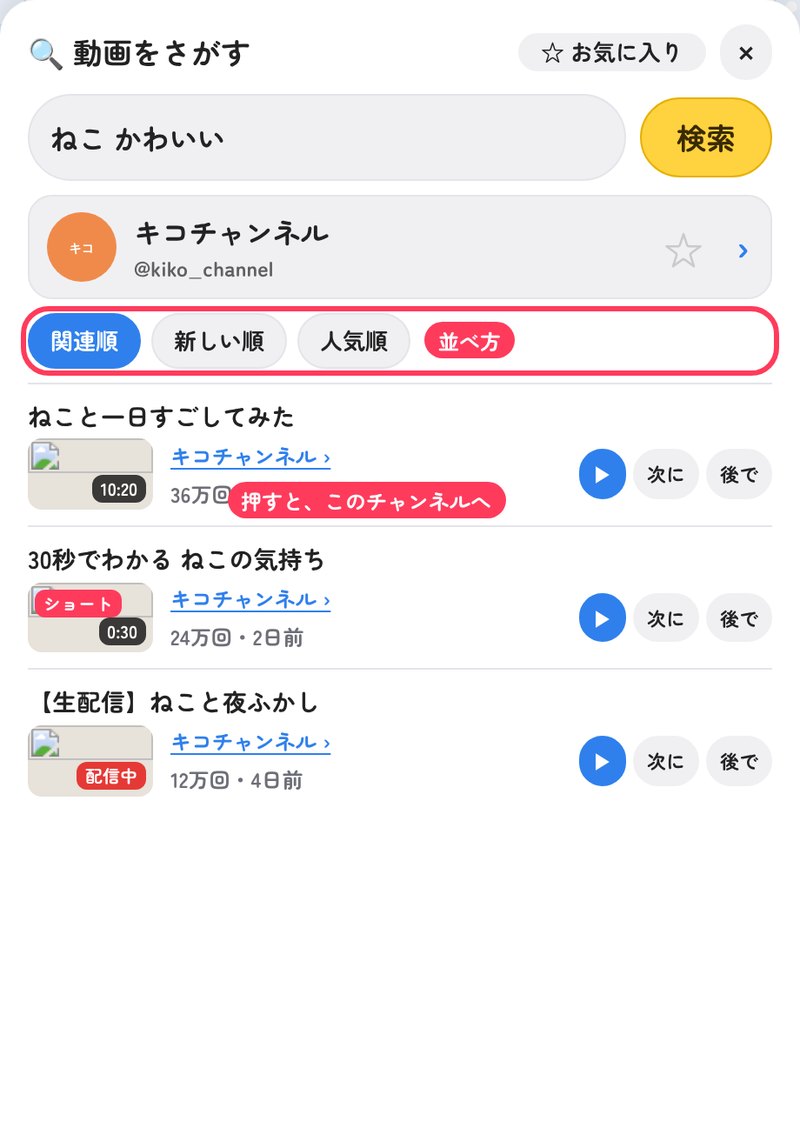 🔍 動画をさがす
☆ お気に入り
×
ねこ かわいい
検索
キコ
キコチャンネル
@kiko_channel
☆ ›
関連順 新しい順 人気順 並べ方
ねこと一日すごしてみた
10:20
キコチャンネル ›
36万回
押すと、このチャンネルへ
次に 後で
30秒でわかる ねこの気持ち
ショート
0:30
キコチャンネル ›
24万回・2日前
次に 後で
【生配信】ねこと夜ふかし
配信中
キコチャンネル ›
12万回・4日前
次に 後で